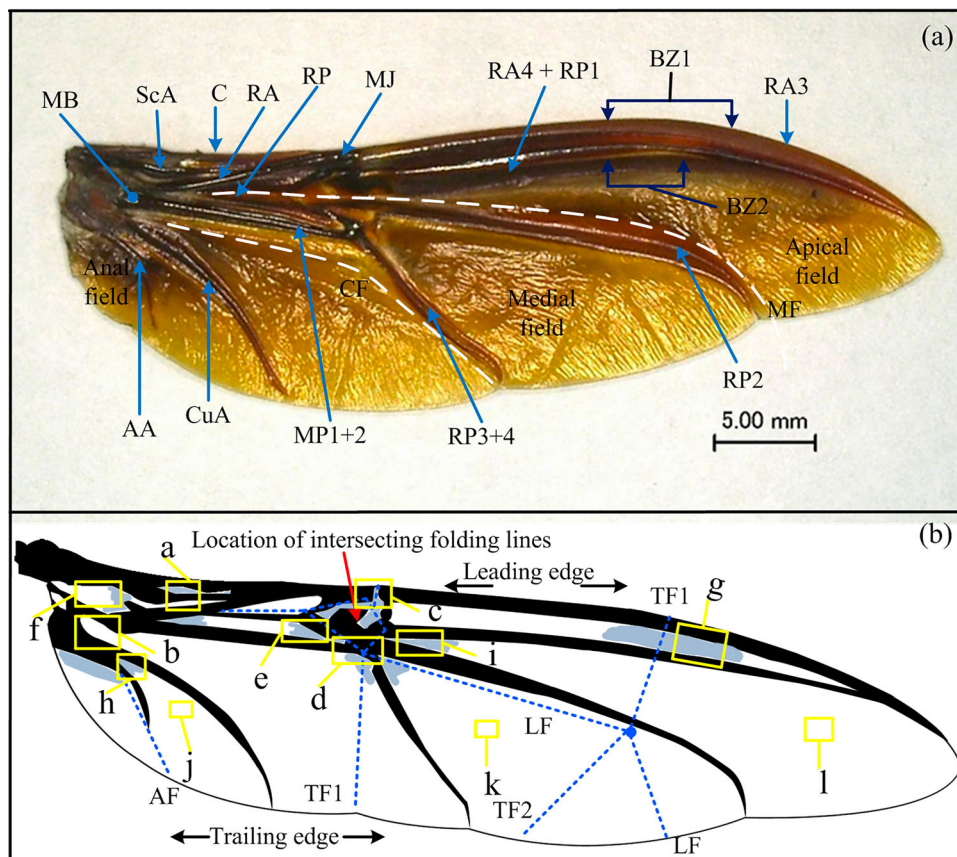 (a)
BZ1
RP
RA4 + RP1
MJ
RA3
C
RA
ScA
MB
BZ2
Apical
field
Anal
field
CF
Medial
field
MF
RP2
AA
CuA
MP1+2
RP3+4
5.00 mm
(b)
Location of intersecting folding lines
a
Leading edge
g
TF1
c
f
b
e
i
d
h
j
LF
k
l
AF
TF1
TF2
Trailing edge
LF